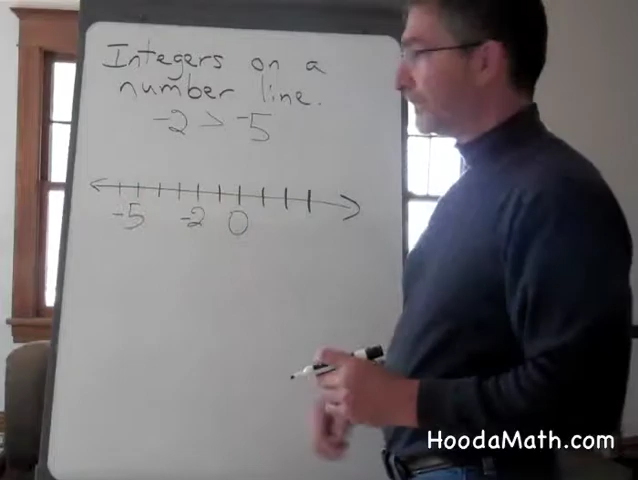 Integers on a
number line.
-2 > -5
-5 -2 0
HoodaMath.com